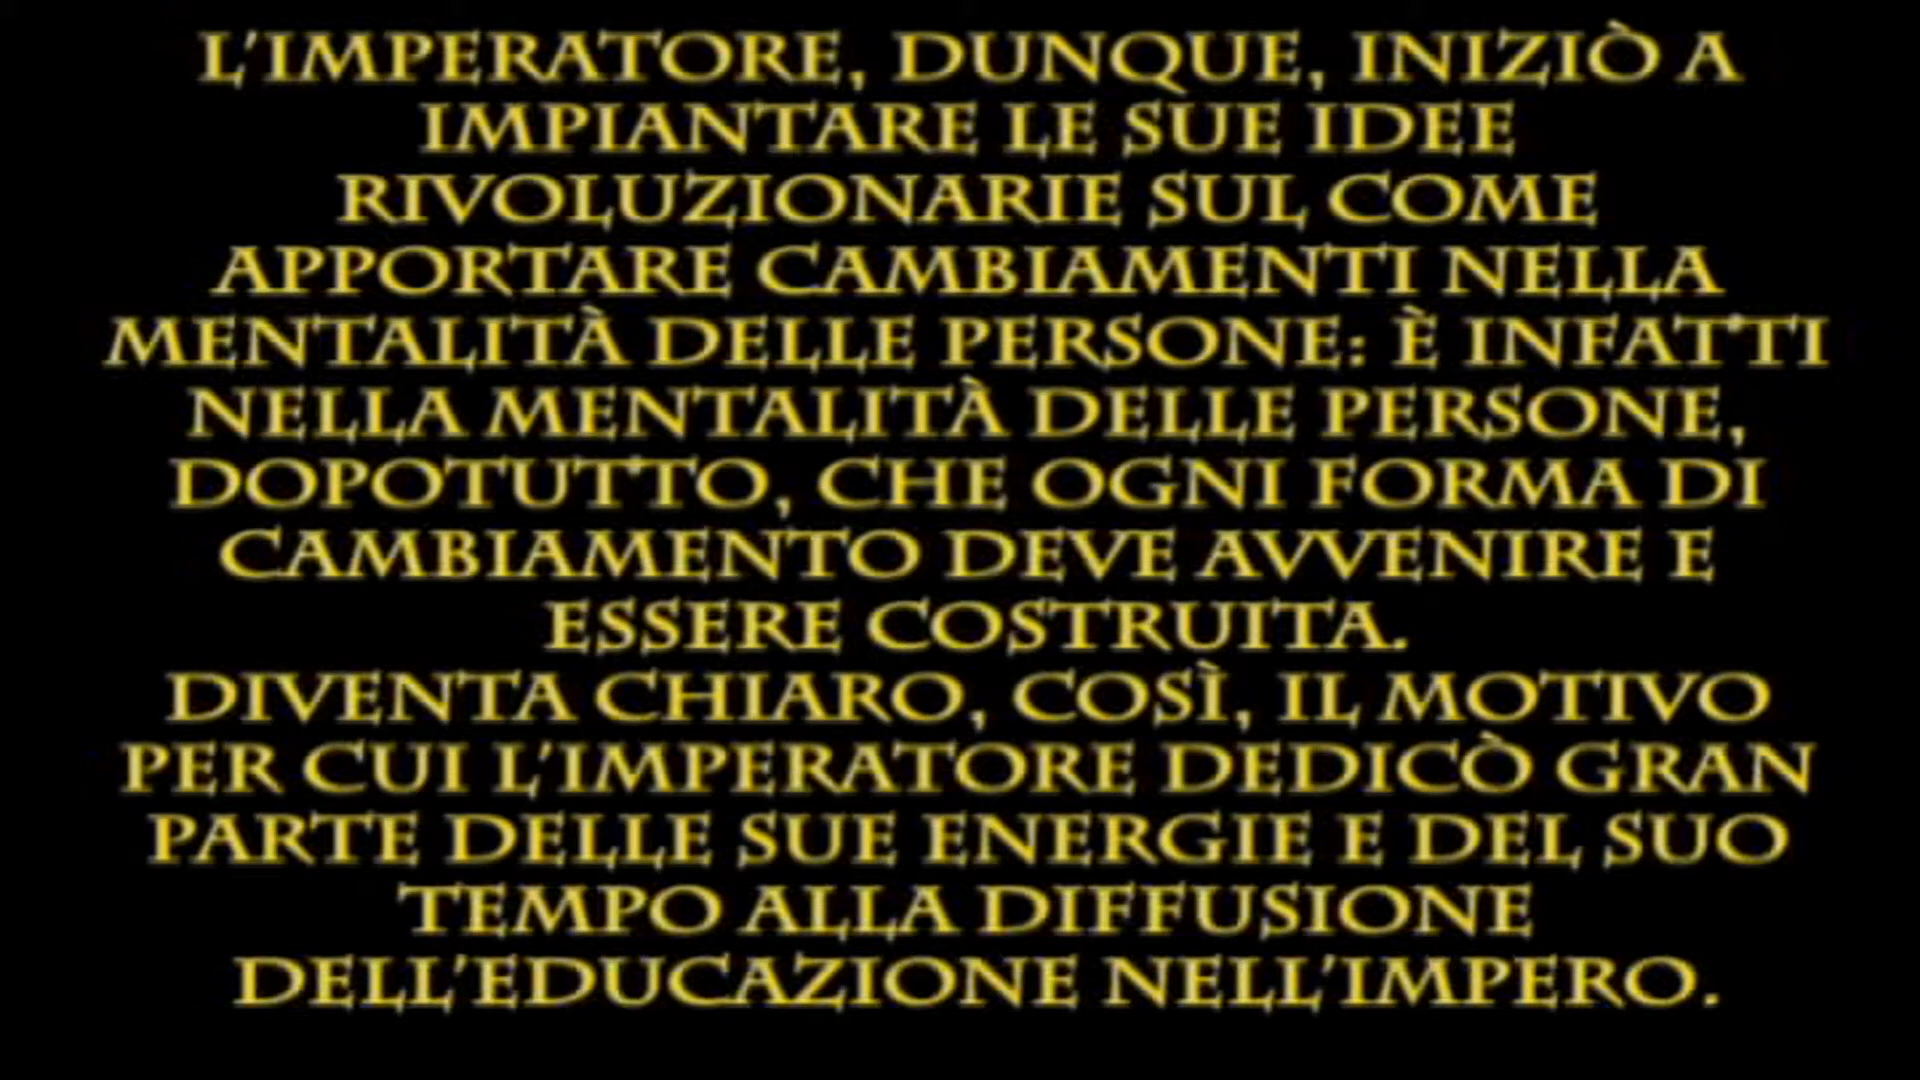 L'IMPERATORE, DUNQUE, INIZIÒ A
IMPIANTARE LE SUE IDEE
RIVOLUZIONARIE SUL COME
APPORTARE CAMBIAMENTI NELLA
MENTALITÀ DELLE PERSONE: È INFATTI
NELLA MENTALITÀ DELLE PERSONE,
DOPOTUTTO, CHE OGNI FORMA DI
CAMBIAMENTO DEVE AVVENIRE E
ESSERE COSTRUITA.
DIVENTA CHIARO, COSÌ, IL MOTIVO
PER CUI L'IMPERATORE DEDICÒ GRAN
PARTE DELLE SUE ENERGIE E DEL SUO
TEMPO ALLA DIFFUSIONE
DELL'EDUCAZIONE NELL'IMPERO.